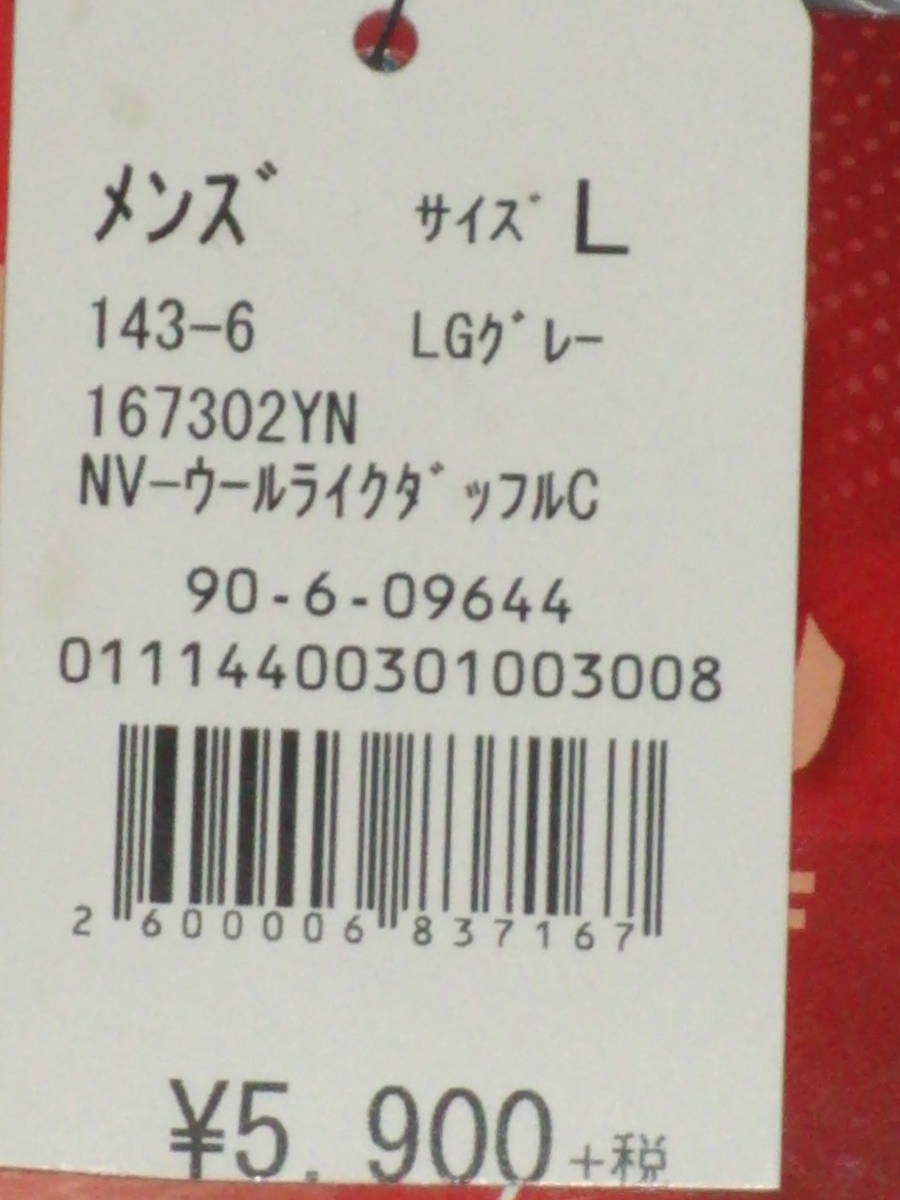 メンズ サイズ L
143-6 LGグレー
167302YN
NV-ウールライクダッフルC
90-6-09644
01114400301003008
2 600006 837167
¥5,900+税